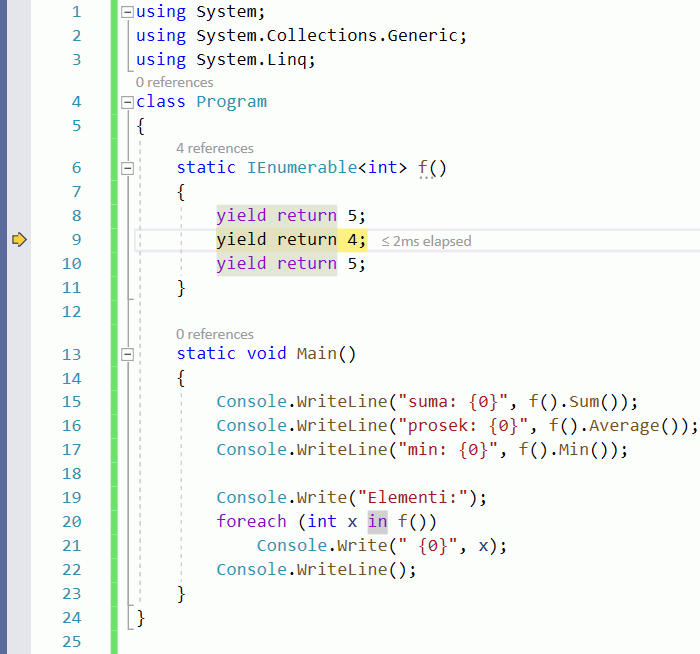 1 using System;
2 using System.Collections.Generic;
3 using System.Linq;
0 references
4 class Program
5 {
4 references
6 static IEnumerable<int> f()
7 {
8 yield return 5;
9 yield return 4; ≤ 2ms elapsed
10 yield return 5;
11 }
12
0 references
13 static void Main()
14 {
15 Console.WriteLine("suma: {0}", f().Sum());
16 Console.WriteLine("prosek: {0}", f().Average());
17 Console.WriteLine("min: {0}", f().Min());
18
19 Console.Write("Elementi:");
20 foreach (int x in f())
21 Console.Write(" {0}", x);
22 Console.WriteLine();
23 }
24 }
25